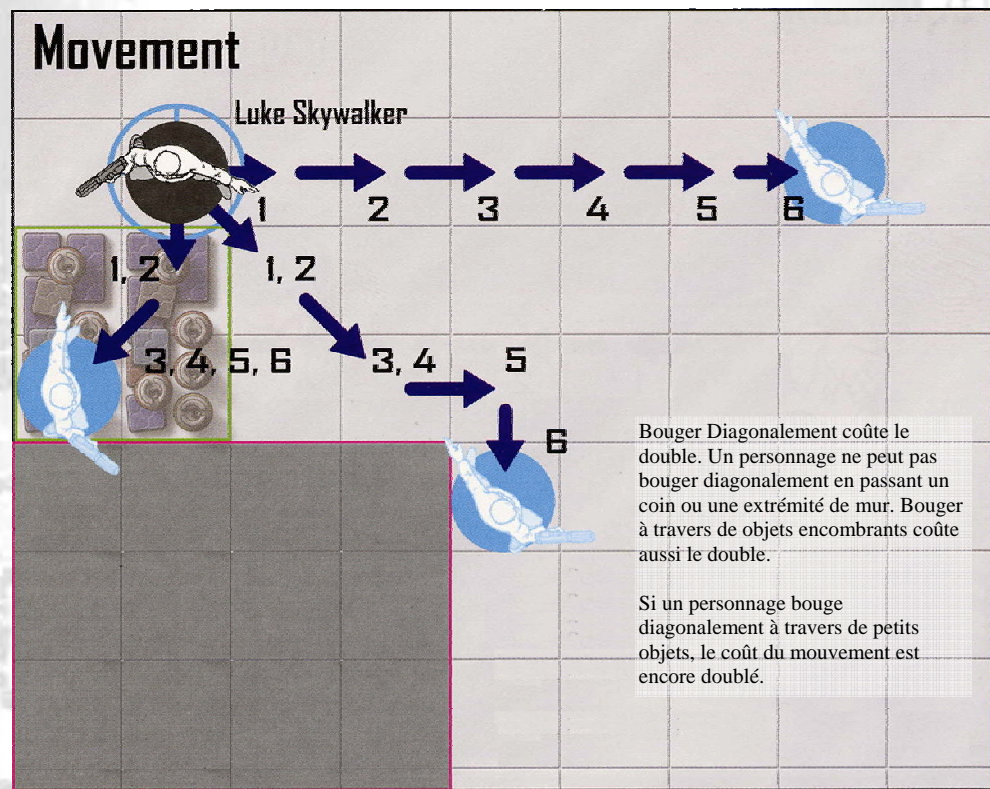 Movement
Luke Skywalker
1 2 3 4 5 6
1, 2 1, 2
3, 4, 5, 6 3, 4 5
6
Bouger Diagonalement coûte le
double. Un personnage ne peut pas
bouger diagonalement en passant un
coin ou une extrémité de mur. Bouger
à travers de objets encombrants coûte
aussi le double.
Si un personnage bouge
diagonalement à travers de petits
objets, le coût du mouvement est
encore doublé.